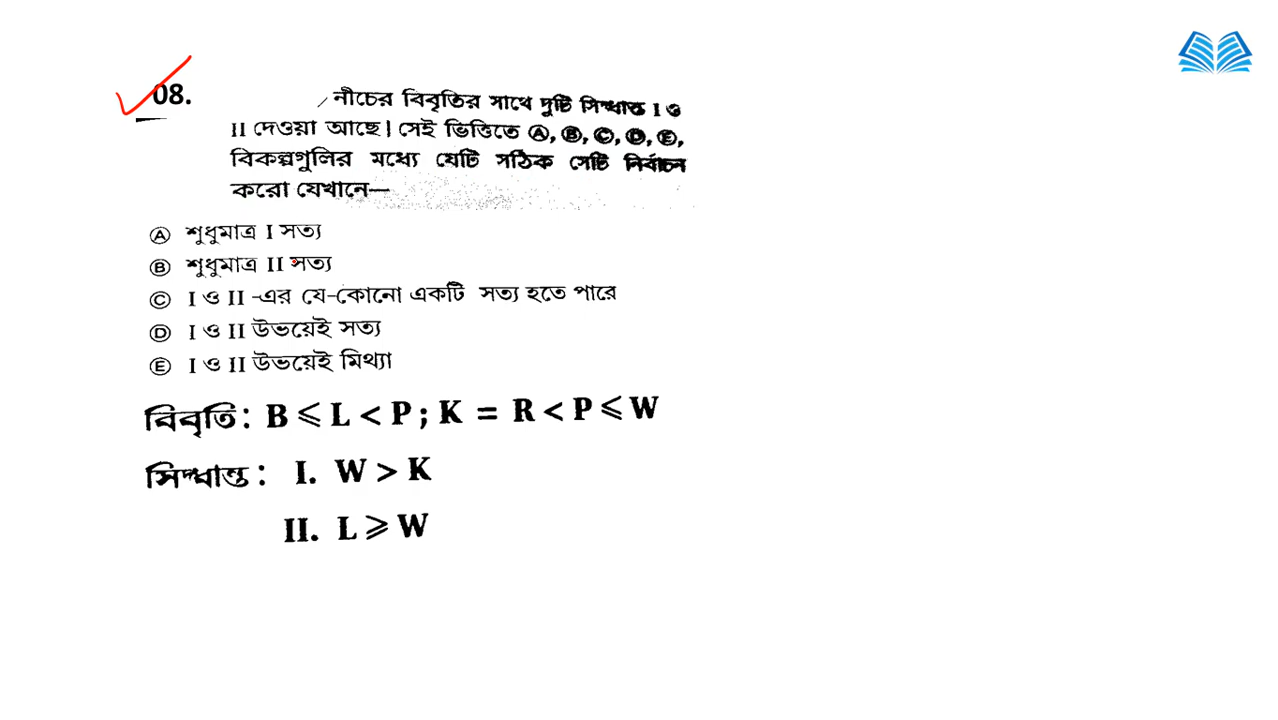 08.
নীচের বিবৃতির সাথে দুটি সিদ্ধান্ত I ও
II দেওয়া আছে। সেই ভিত্তিতে Ⓐ, Ⓑ, Ⓒ, Ⓓ, Ⓔ,
বিকল্পগুলির মধ্যে যেটি সঠিক সেটি নির্বাচন
করো যেখানে—
Ⓐ শুধুমাত্র I সত্য
Ⓑ শুধুমাত্র II সত্য
Ⓒ I ও II -এর যে-কোনো একটি সত্য হতে পারে
Ⓓ I ও II উভয়েই সত্য
Ⓔ I ও II উভয়েই মিথ্যা
বিবৃতি: B ⩽ L < P ; K = R < P ⩽ W
সিদ্ধান্ত: I. W > K
II. L ⩾ W